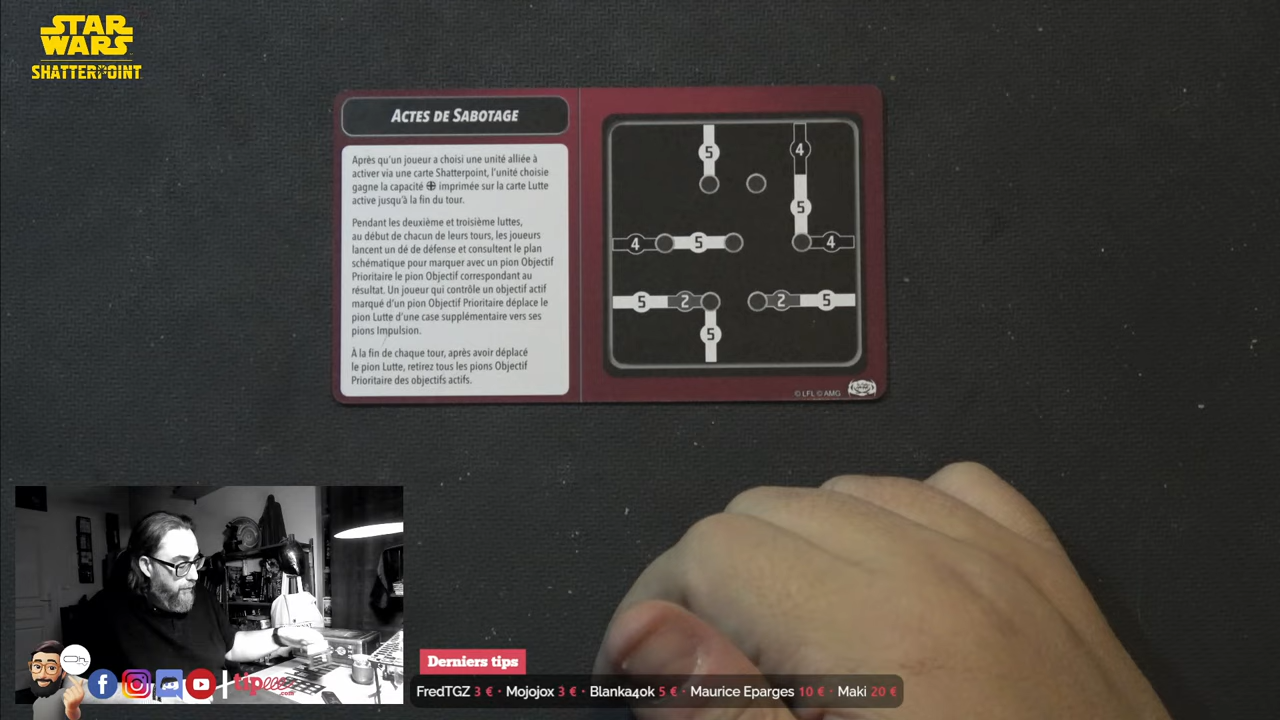 STAR
WARS
SHATTERPOINT
ACTES DE SABOTAGE
Après qu'un joueur a choisi une unité alliée à
activer via une carte Shatterpoint, l'unité choisie
gagne la capacité imprimée sur la carte Lutte
active jusqu'à la fin du tour.
Pendant les deuxième et troisième luttes,
au début de chacun de leurs tours, les joueurs
lancent un dé de défense et consultent le plan
schématique pour marquer avec un pion Objectif
Prioritaire le pion Objectif correspondant au
résultat. Un joueur qui contrôle un objectif actif
marqué d'un pion Objectif Prioritaire déplace le
pion Lutte d'une case supplémentaire vers ses
pions Impulsion.
À la fin de chaque tour, après avoir déplacé
le pion Lutte, retirez tous les pions Objectif
Prioritaire des objectifs actifs.
5 4
5
4 5 4
5 2 2 5
5
© LFL © AMG
Derniers tips
FredTGZ 3 € · Mojojox 3 € · Blanka40k 5 € · Maurice Eparges 10 € · Maki 20 €
tipeee.com